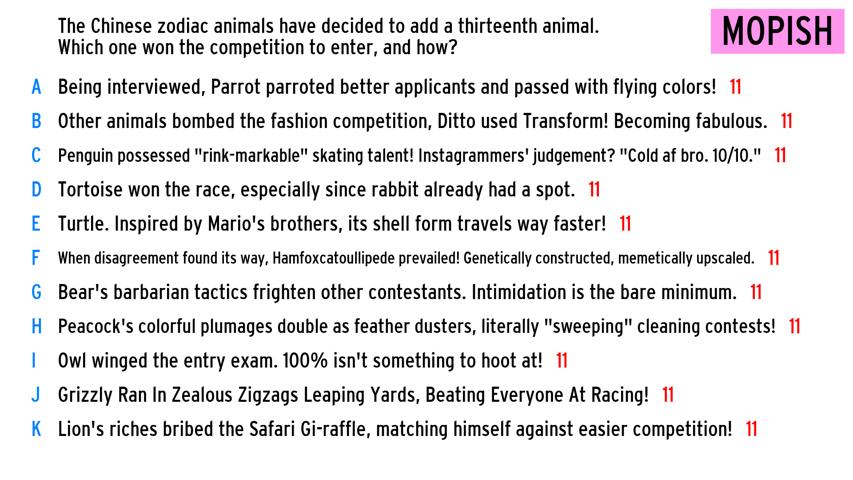 The Chinese zodiac animals have decided to add a thirteenth animal.
Which one won the competition to enter, and how?
MOPISH
A Being interviewed, Parrot parroted better applicants and passed with flying colors! 11
B Other animals bombed the fashion competition, Ditto used Transform! Becoming fabulous. 11
C Penguin possessed "rink-markable" skating talent! Instagrammers' judgement? "Cold af bro. 10/10." 11
D Tortoise won the race, especially since rabbit already had a spot. 11
E Turtle. Inspired by Mario's brothers, its shell form travels way faster! 11
F When disagreement found its way, Hamfoxcatoullipede prevailed! Genetically constructed, memetically upscaled. 11
G Bear's barbarian tactics frighten other contestants. Intimidation is the bare minimum. 11
H Peacock's colorful plumages double as feather dusters, literally "sweeping" cleaning contests! 11
I Owl winged the entry exam. 100% isn't something to hoot at! 11
J Grizzly Ran In Zealous Zigzags Leaping Yards, Beating Everyone At Racing! 11
K Lion's riches bribed the Safari Gi-raffle, matching himself against easier competition! 11